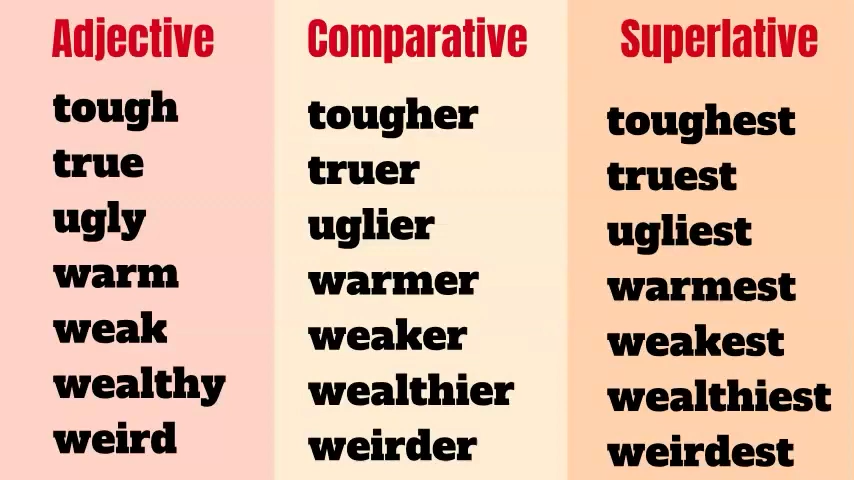 Adjective Comparative Superlative
tough tougher toughest
true truer truest
ugly uglier ugliest
warm warmer warmest
weak weaker weakest
wealthy wealthier wealthiest
weird weirder weirdest